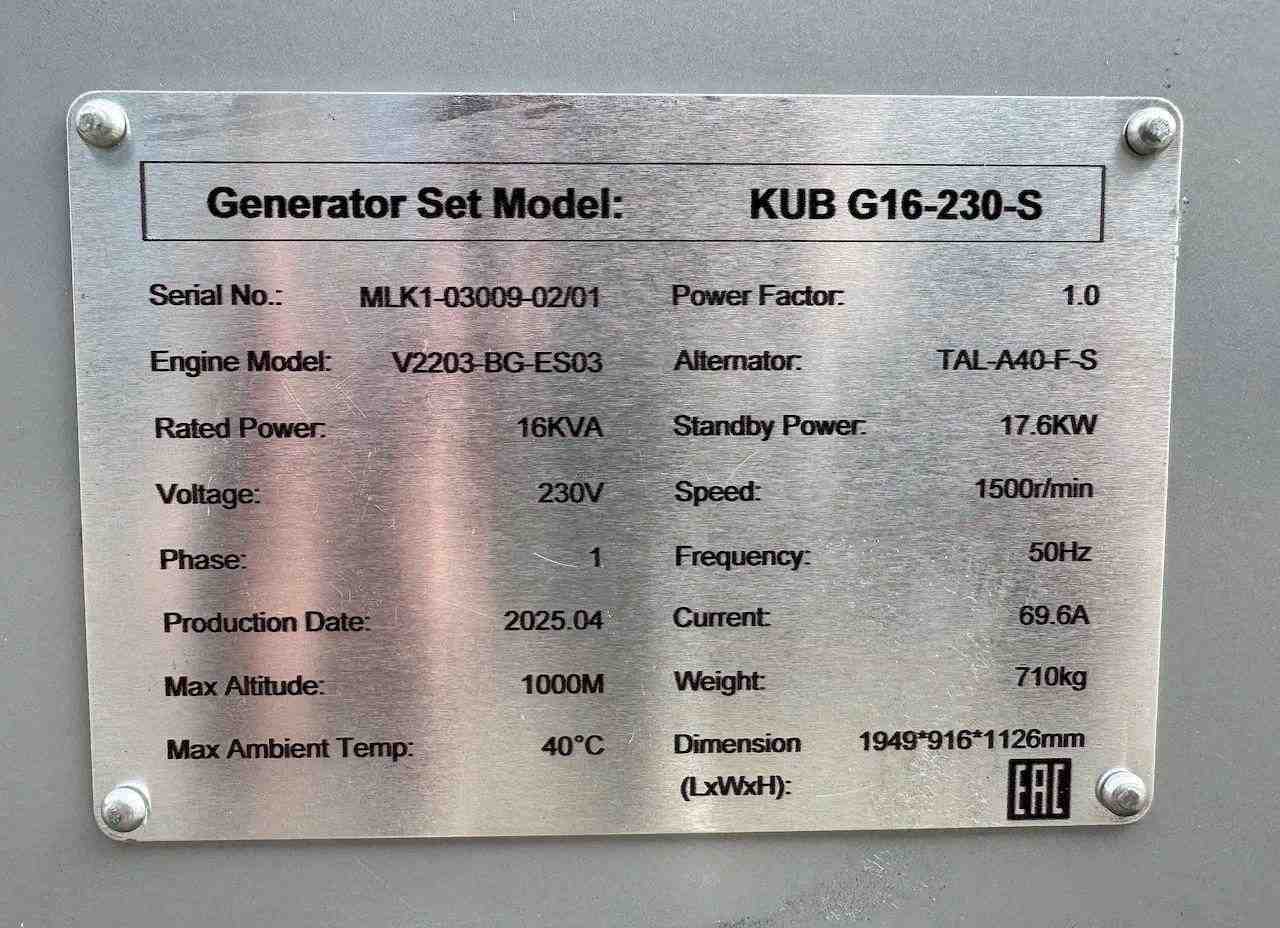 Generator Set Model: KUB G16-230-S
Serial No.: MLK1-03009-02/01 Power Factor: 1.0
Engine Model: V2203-BG-ES03 Alternator: TAL-A40-F-S
Rated Power: 16KVA Standby Power: 17.6KW
Voltage: 230V Speed: 1500r/min
Phase: 1 Frequency: 50Hz
Production Date: 2025.04 Current: 69.6A
Max Altitude: 1000M Weight: 710kg
Max Ambient Temp: 40°C Dimension 1949*916*1126mm
(LxWxH):
EAC